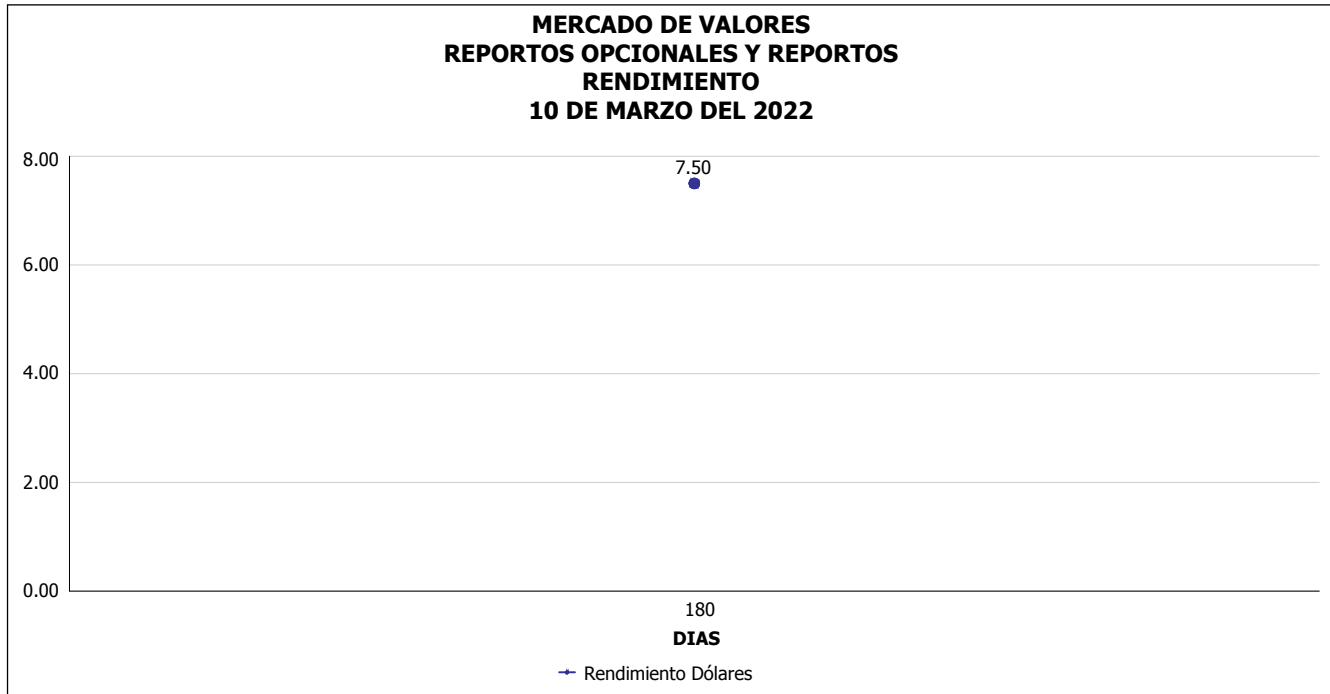 MERCADO DE VALORES
REPORTOS OPCIONALES Y REPORTOS
RENDIMIENTO
10 DE MARZO DEL 2022
8.00
7.50
6.00
4.00
2.00
0.00
180
DIAS
Rendimiento Dólares